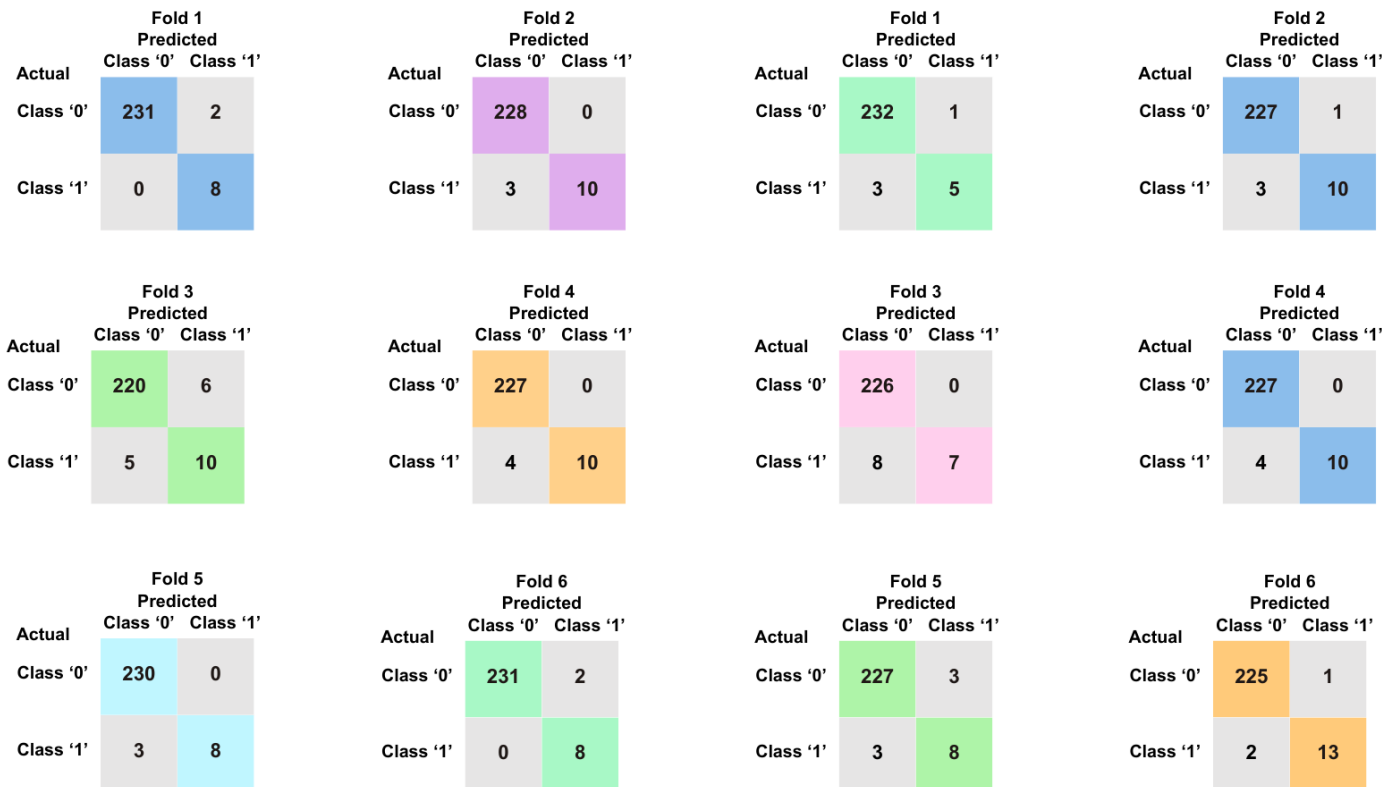 Fold 1 Fold 2 Fold 1 Fold 2
Predicted Predicted Predicted Predicted
Class ‘0’ Class ‘1’ Class ‘0’ Class ‘1’ Class ‘0’ Class ‘1’ Class ‘0’ Class ‘1’
Actual Actual Actual Actual
Class ‘0’ 231 2 Class ‘0’ 228 0 Class ‘0’ 232 1 Class ‘0’ 227 1
Class ‘1’ 0 8 Class ‘1’ 3 10 Class ‘1’ 3 5 Class ‘1’ 3 10
Fold 3 Fold 4 Fold 3 Fold 4
Predicted Predicted Predicted Predicted
Class ‘0’ Class ‘1’ Class ‘0’ Class ‘1’ Class ‘0’ Class ‘1’ Class ‘0’ Class ‘1’
Actual Actual Actual Actual
Class ‘0’ 220 6 Class ‘0’ 227 0 Class ‘0’ 226 0 Class ‘0’ 227 0
Class ‘1’ 5 10 Class ‘1’ 4 10 Class ‘1’ 8 7 Class ‘1’ 4 10
Fold 5 Fold 6 Fold 5 Fold 6
Predicted Predicted Predicted Predicted
Class ‘0’ Class ‘1’ Class ‘0’ Class ‘1’ Class ‘0’ Class ‘1’ Class ‘0’ Class ‘1’
Actual Actual Actual Actual
Class ‘0’ 230 0 Class ‘0’ 231 2 Class ‘0’ 227 3 Class ‘0’ 225 1
Class ‘1’ 3 8 Class ‘1’ 0 8 Class ‘1’ 3 8 Class ‘1’ 2 13